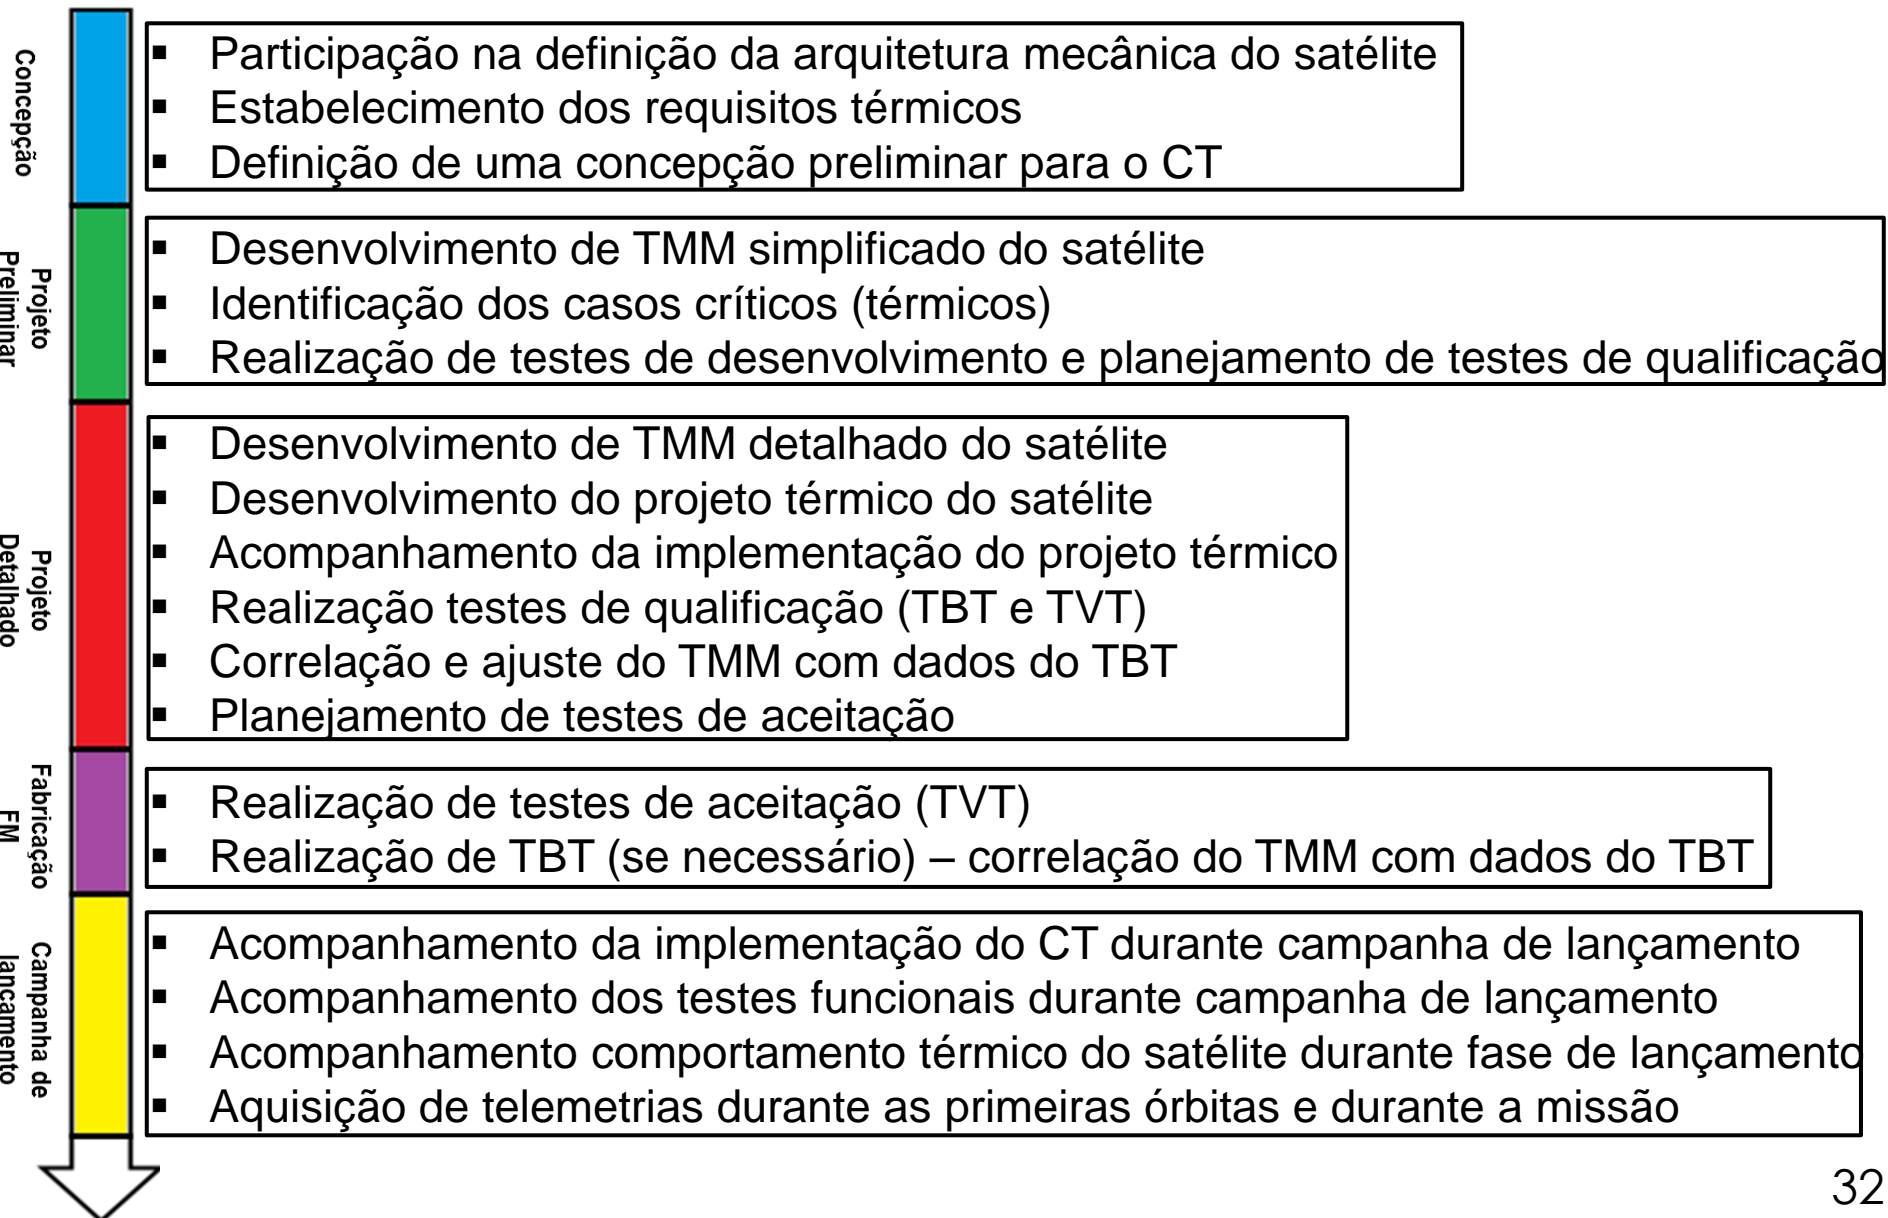 Concepção
▪ Participação na definição da arquitetura mecânica do satélite
▪ Estabelecimento dos requisitos térmicos
▪ Definição de uma concepção preliminar para o CT
Projeto
Preliminar
▪ Desenvolvimento de TMM simplificado do satélite
▪ Identificação dos casos críticos (térmicos)
▪ Realização de testes de desenvolvimento e planejamento de testes de qualificação
Projeto
Detalhado
▪ Desenvolvimento de TMM detalhado do satélite
▪ Desenvolvimento do projeto térmico do satélite
▪ Acompanhamento da implementação do projeto térmico
▪ Realização testes de qualificação (TBT e TVT)
▪ Correlação e ajuste do TMM com dados do TBT
▪ Planejamento de testes de aceitação
Fabricação
FM
▪ Realização de testes de aceitação (TVT)
▪ Realização de TBT (se necessário) – correlação do TMM com dados do TBT
Campanha de
lançamento
▪ Acompanhamento da implementação do CT durante campanha de lançamento
▪ Acompanhamento dos testes funcionais durante campanha de lançamento
▪ Acompanhamento comportamento térmico do satélite durante fase de lançamento
▪ Aquisição de telemetrias durante as primeiras órbitas e durante a missão
32